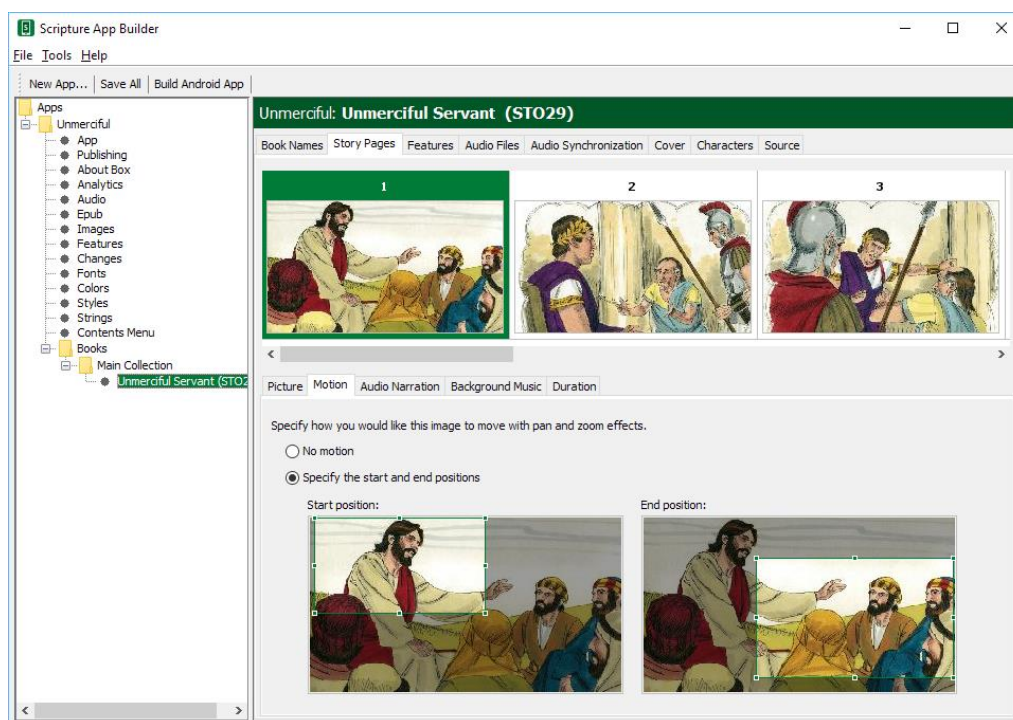 Scripture App Builder
File Tools Help
New App... Save All Build Android App
Apps
Unmerciful
App
Publishing
About Box
Analytics
Audio
Epub
Images
Features
Changes
Fonts
Colors
Styles
Strings
Contents Menu
Books
Main Collection
Unmerciful Servant (STO2
Unmerciful: Unmerciful Servant (STO29)
Book Names Story Pages Features Audio Files Audio Synchronization Cover Characters Source
1 2 3
Picture Motion Audio Narration Background Music Duration
Specify how you would like this image to move with pan and zoom effects.
No motion
Specify the start and end positions
Start position: End position: